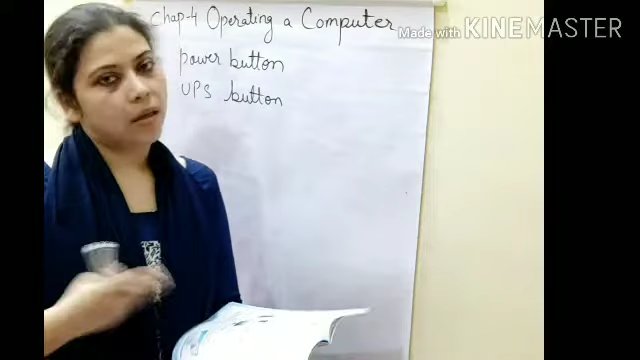 Chap-4 Operating a Computer
Made with KINEMASTER
power button
UPS button